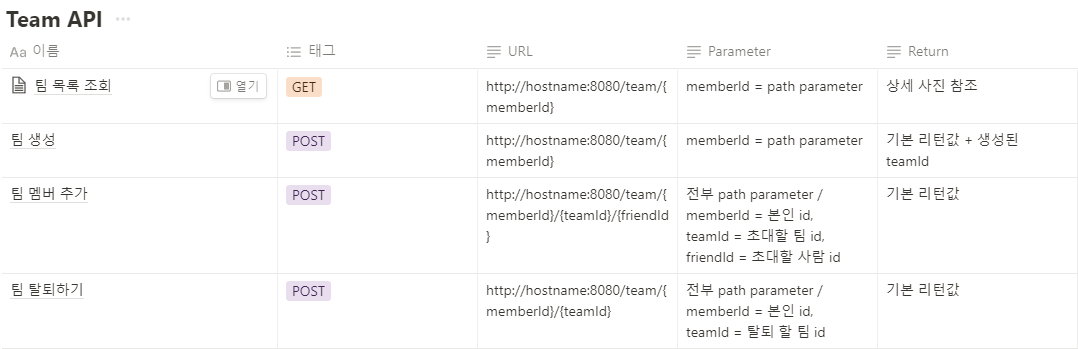 Team API ...
Aa 이름
태그
URL
Parameter
Return
팀 목록 조회
열기
GET
http://hostname:8080/team/{
memberId}
memberId = path parameter
상세 사진 참조
팀 생성
POST
http://hostname:8080/team/{
memberId}
memberId = path parameter
기본 리턴값 + 생성된
teamId
팀 멤버 추가
POST
http://hostname:8080/team/{
memberId}/{teamId}/{friendId
}
전부 path parameter /
memberId = 본인 id,
teamId = 초대할 팀 id,
friendId = 초대할 사람 id
기본 리턴값
팀 탈퇴하기
POST
http://hostname:8080/team/{
memberId}/{teamId}
전부 path parameter /
memberId = 본인 id,
teamId = 탈퇴 할 팀 id
기본 리턴값